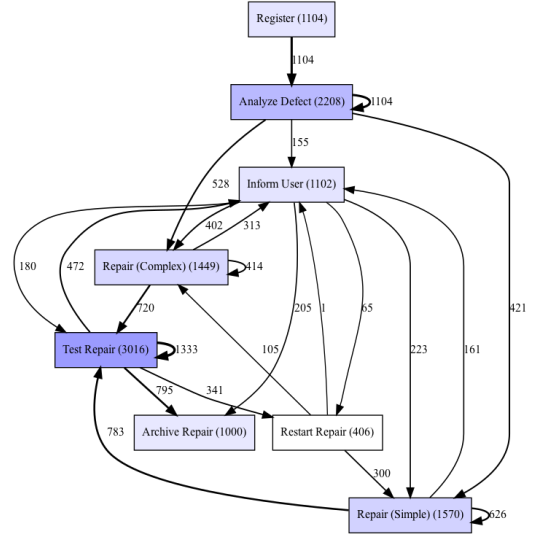 Register (1104)
1104
Analyze Defect (2208)
1104
155
Inform User (1102)
528
402
313
180
472
Repair (Complex) (1449)
414
720
205
1
65
421
Test Repair (3016)
1333
105
223
161
795
341
783
Archive Repair (1000)
Restart Repair (406)
300
Repair (Simple) (1570)
626